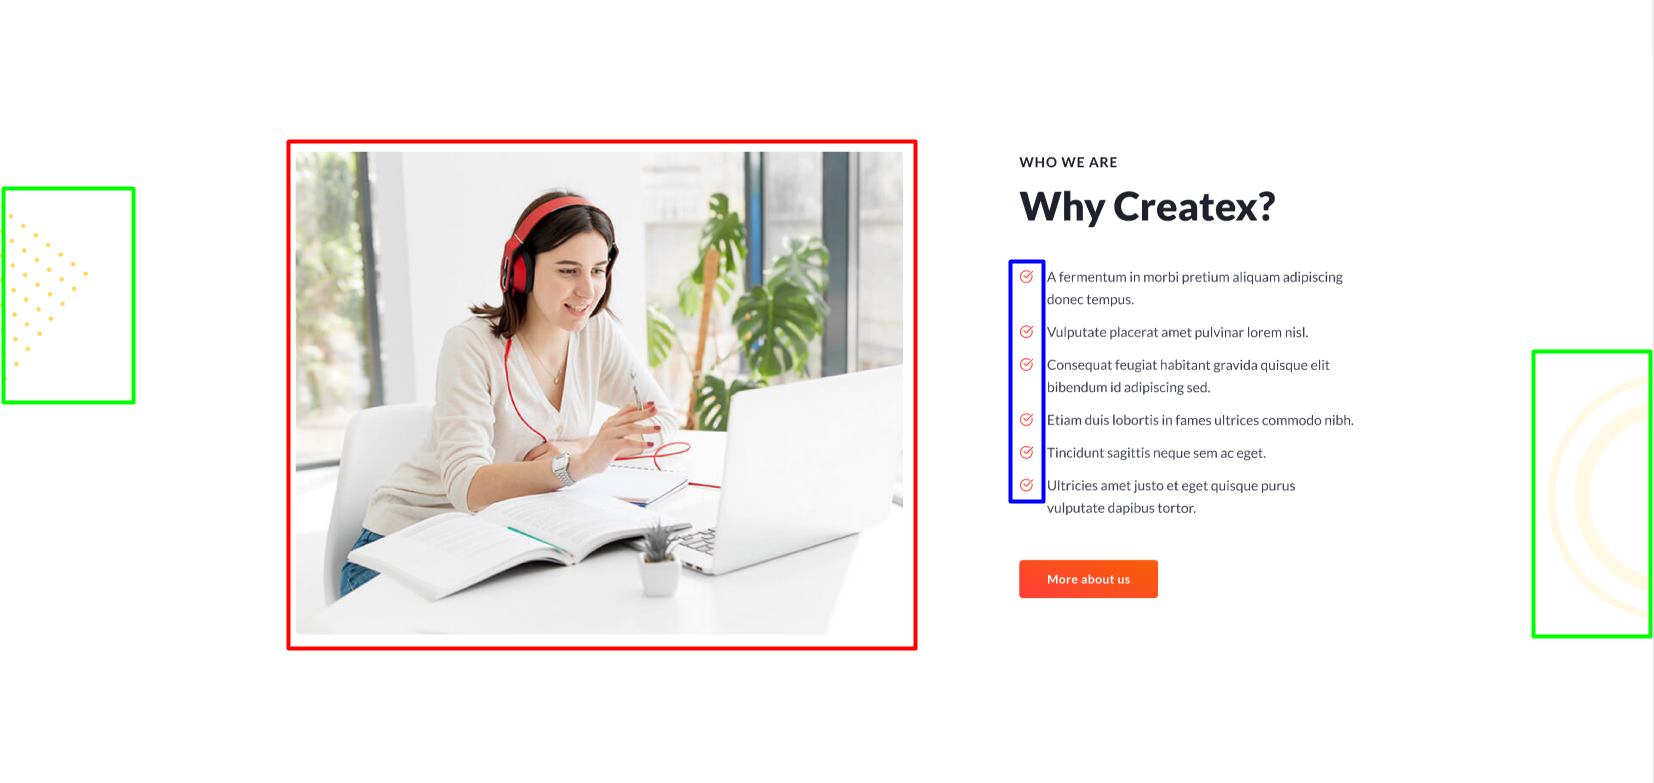 WHO WE ARE
Why Createx?
A fermentum in morbi pretium aliquam adipiscing
donec tempus.
Vulputate placerat amet pulvinar lorem nisl.
Consequat feugiat habitant gravida quisque elit
bibendum id adipiscing sed.
Etiam duis lobortis in fames ultrices commodo nibh.
Tincidunt sagittis neque sem ac eget.
Ultricies amet justo et eget quisque purus
vulputate dapibus tortor.
More about us